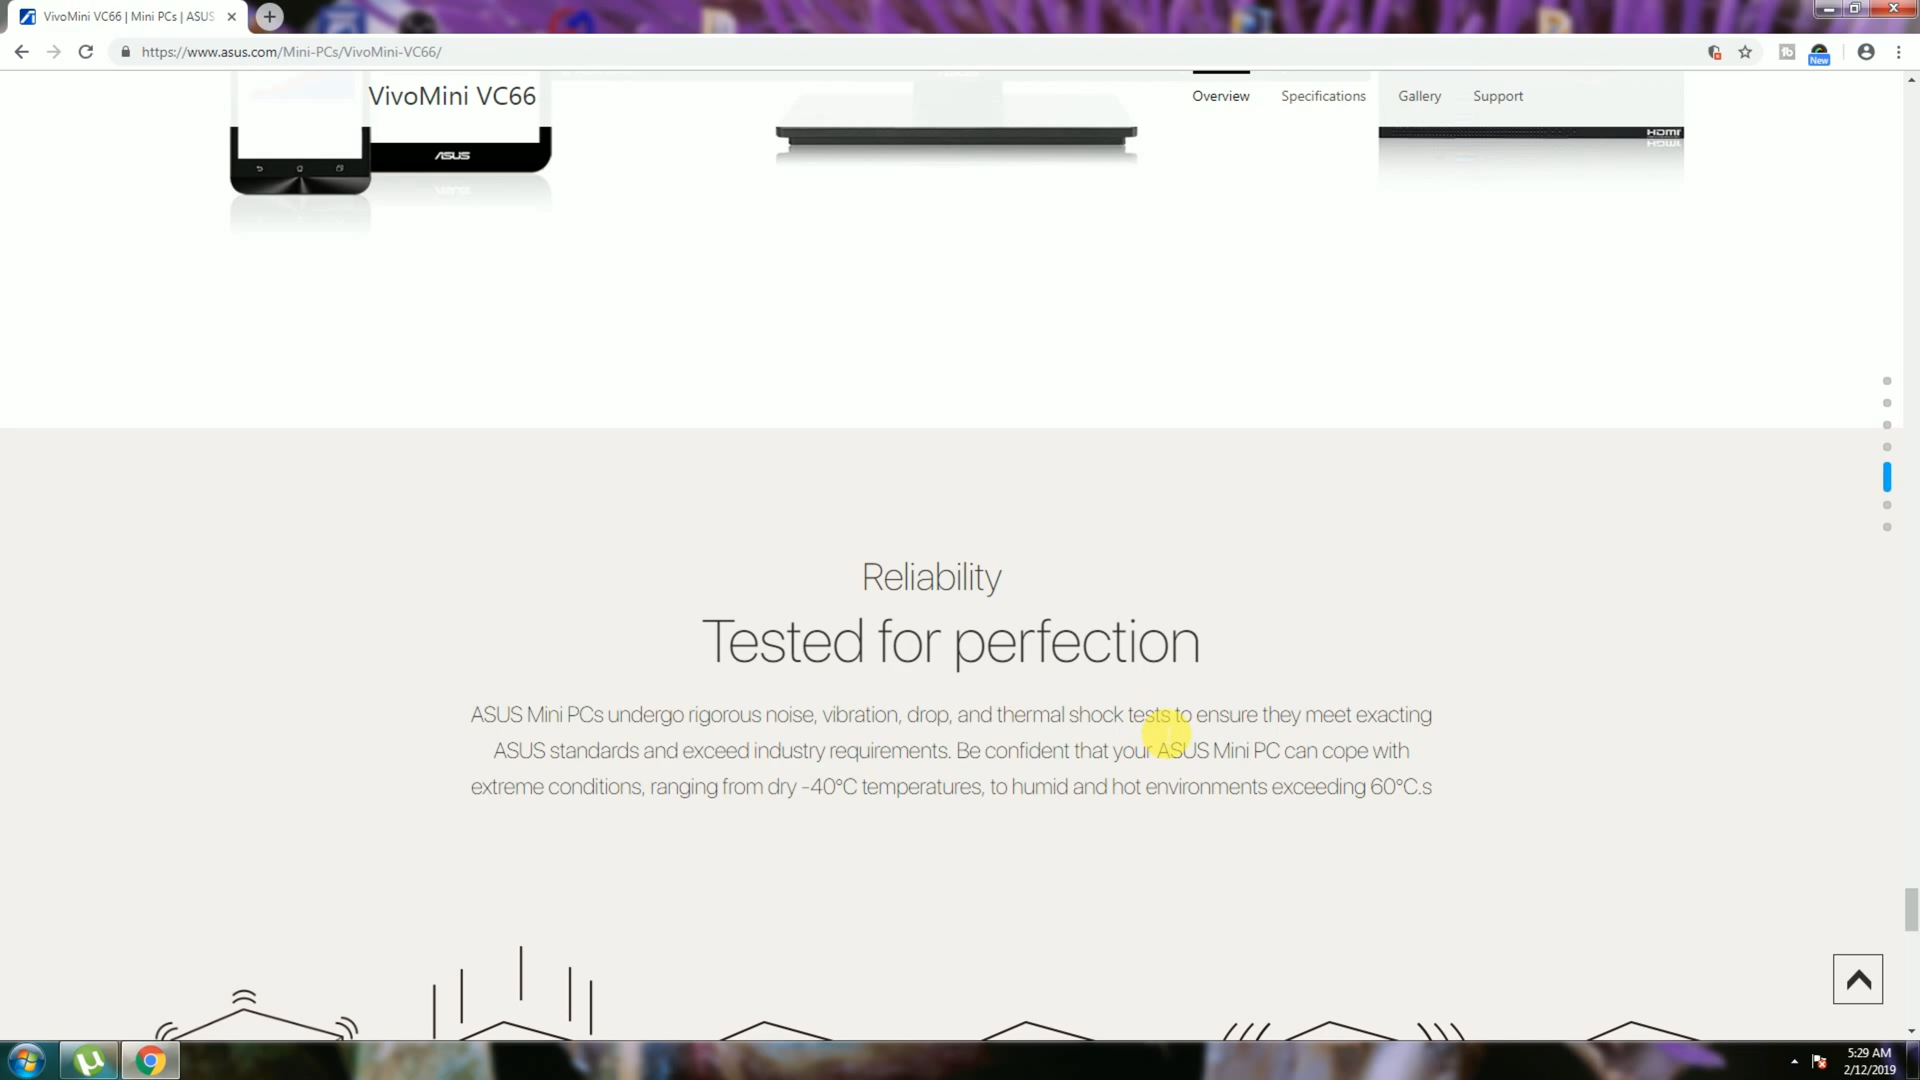 VivoMini VC66 | Mini PCs | ASUS
https://www.asus.com/Mini-PCs/VivoMini-VC66/
New
VivoMini VC66
Overview
Specifications
Gallery
Support
ASUS
HDMI
Reliability
Tested for perfection
ASUS Mini PCs undergo rigorous noise, vibration, drop, and thermal shock tests to ensure they meet exacting
ASUS standards and exceed industry requirements. Be confident that your ASUS Mini PC can cope with
extreme conditions, ranging from dry -40°C temperatures, to humid and hot environments exceeding 60°C.s
5:29 AM
2/12/2019